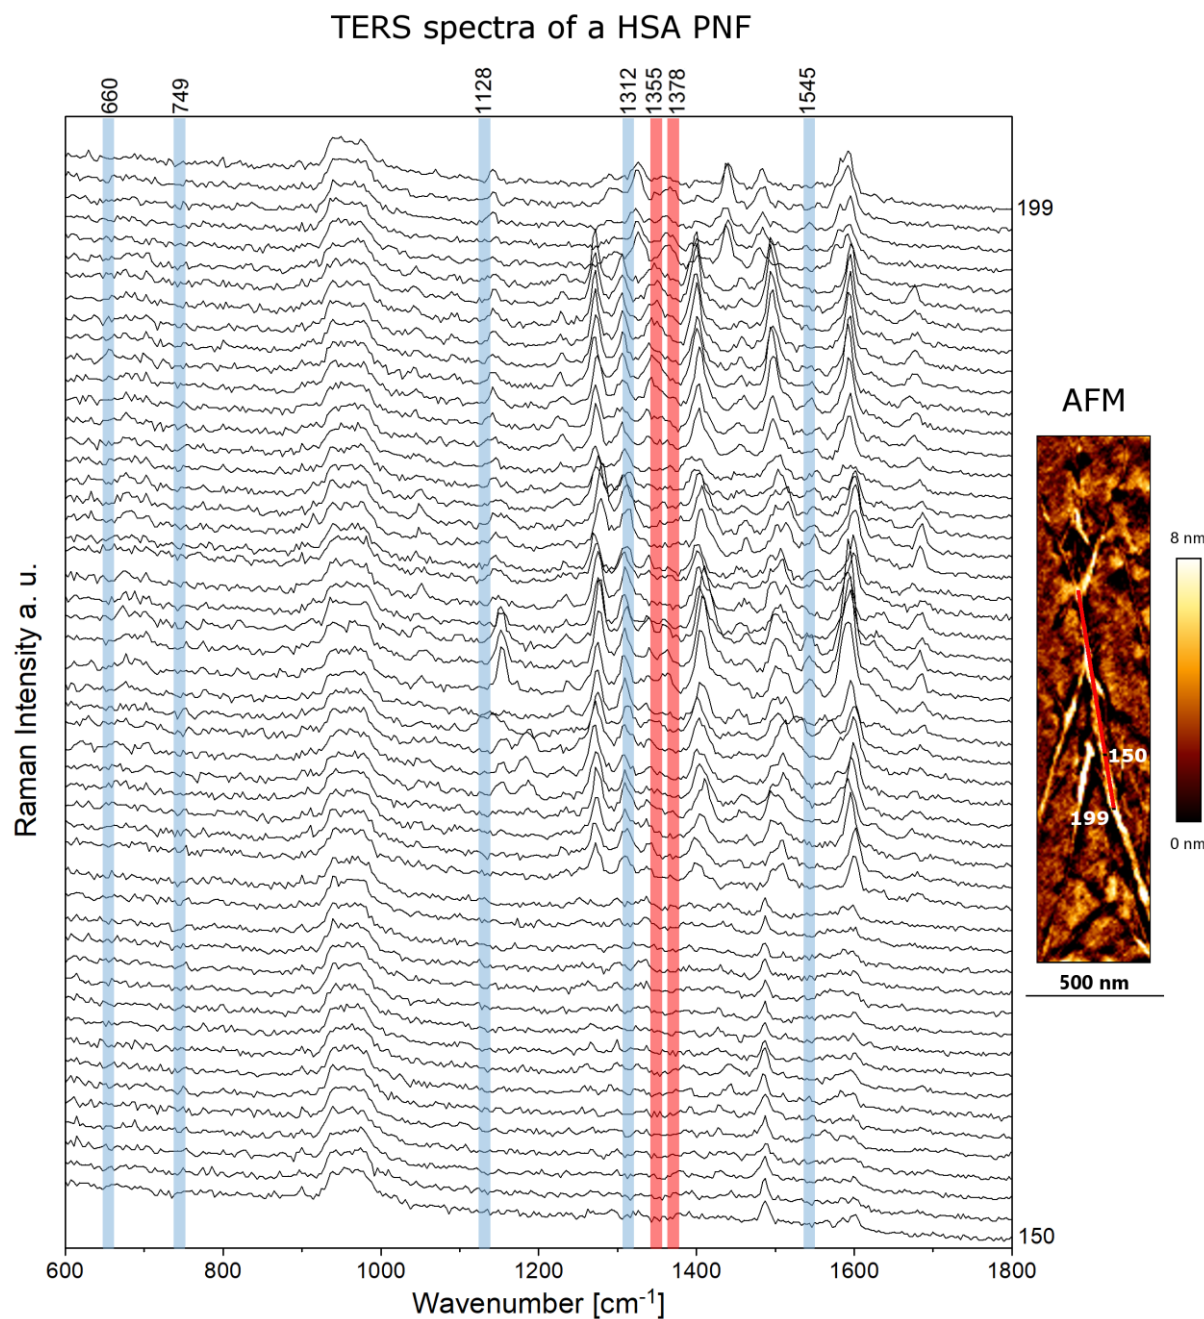 TERS spectra of a HSA PNF
660
749
1128
1312
1355
1378
1545
199
150
Raman Intensity a. u.
600
800
1000
1200
1400
1600
1800
Wavenumber [cm⁻¹]
AFM
8 nm
150
199
0 nm
500 nm